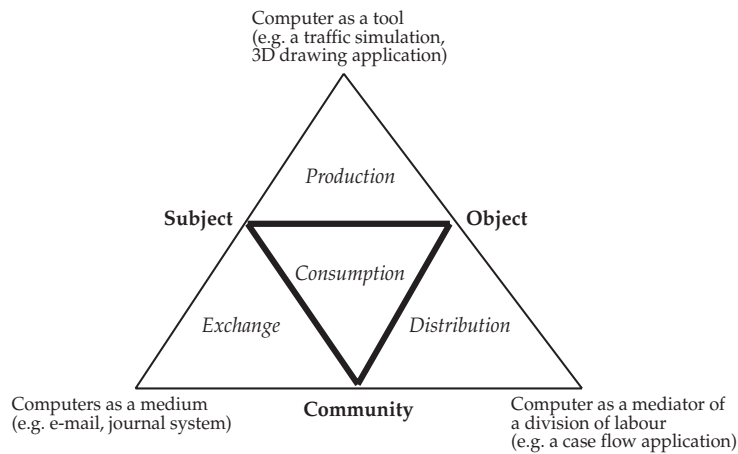 Computer as a tool
(e.g. a traffic simulation,
3D drawing application)
Production
Subject
Object
Consumption
Exchange
Distribution
Computers as a medium
(e.g. e-mail, journal system)
Community
Computer as a mediator of
a division of labour
(e.g. a case flow application)